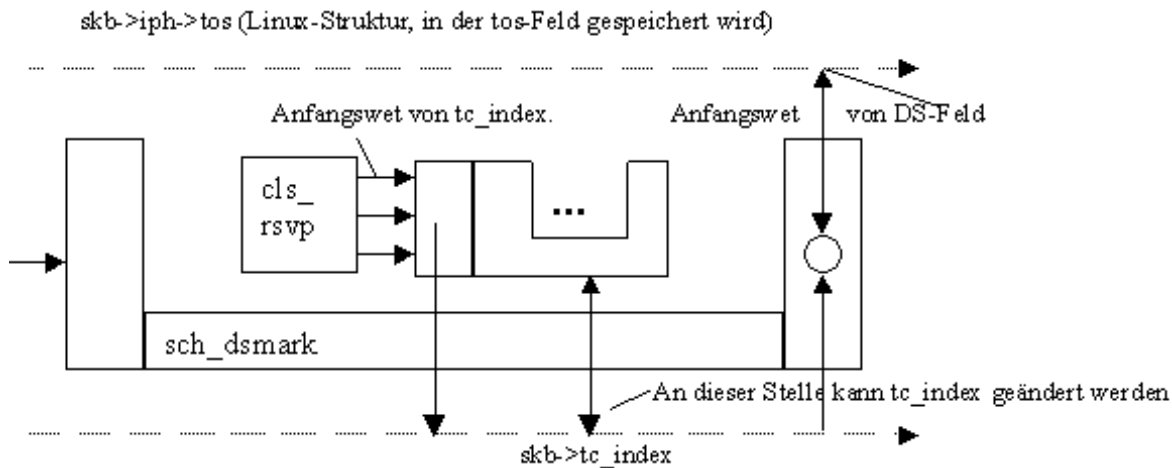 skb->iph->tos (Linux-Struktur, in der tos-Feld gespeichert wird)
Anfangswet von tc_index.
Anfangswet von DS-Feld
cls_
rsvp
...
sch_dsmark
An dieser Stelle kann tc_index geändert werden
skb->tc_index